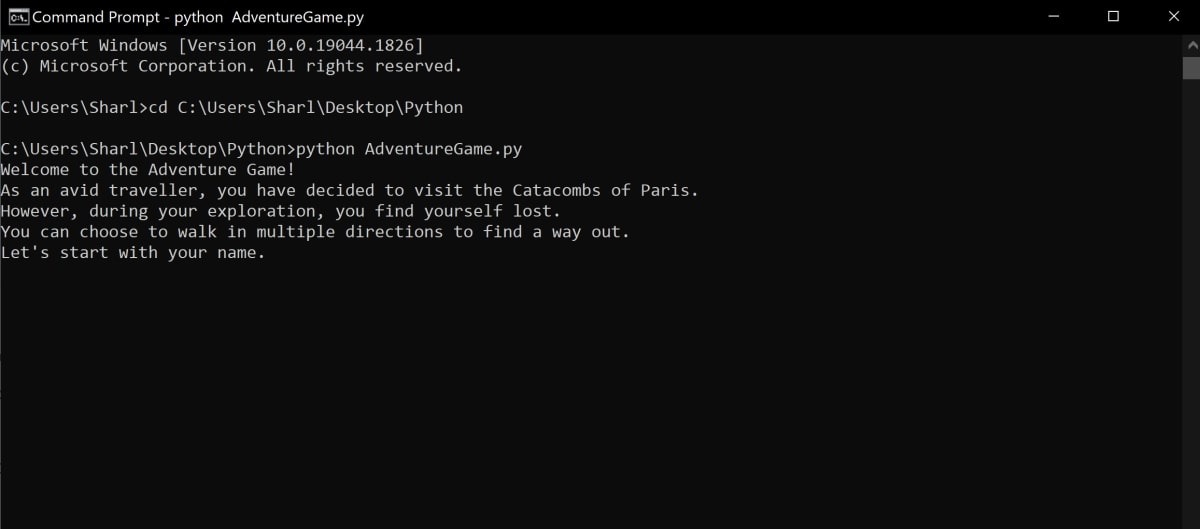 Command Prompt - python  AdventureGame.py
Microsoft Windows [Version 10.0.19044.1826]
(c) Microsoft Corporation. All rights reserved.
C:\Users\Sharl>cd C:\Users\Sharl\Desktop\Python
C:\Users\Sharl\Desktop\Python>python AdventureGame.py
Welcome to the Adventure Game!
As an avid traveller, you have decided to visit the Catacombs of Paris.
However, during your exploration, you find yourself lost.
You can choose to walk in multiple directions to find a way out.
Let's start with your name.